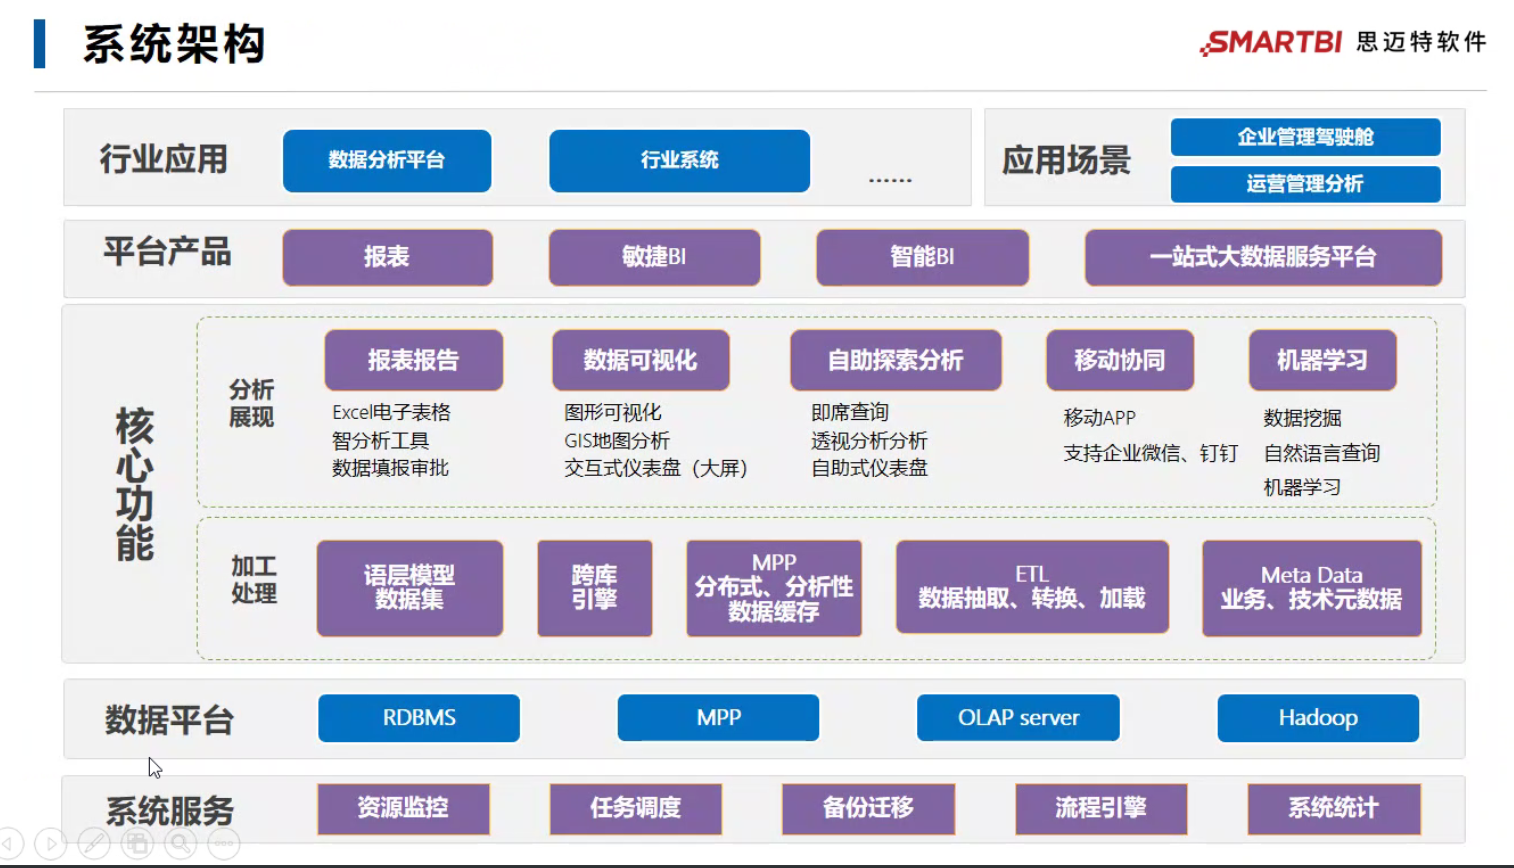 系统架构
SMARTBI 思迈特软件
行业应用
数据分析平台
行业系统
......
应用场景
企业管理驾驶舱
运营管理分析
平台产品
报表
敏捷BI
智能BI
一站式大数据服务平台
核心功能
分析
展现
报表报告
Excel电子表格
智分析工具
数据填报审批
数据可视化
图形可视化
GIS地图分析
交互式仪表盘（大屏）
自助探索分析
即席查询
透视分析分析
自助式仪表盘
移动协同
移动APP
支持企业微信、钉钉
机器学习
数据挖掘
自然语言查询
机器学习
加工
处理
语层模型
数据集
跨库
引擎
MPP
分布式、分析性
数据缓存
ETL
数据抽取、转换、加载
Meta Data
业务、技术元数据
数据平台
RDBMS
MPP
OLAP server
Hadoop
系统服务
资源监控
任务调度
备份迁移
流程引擎
系统统计